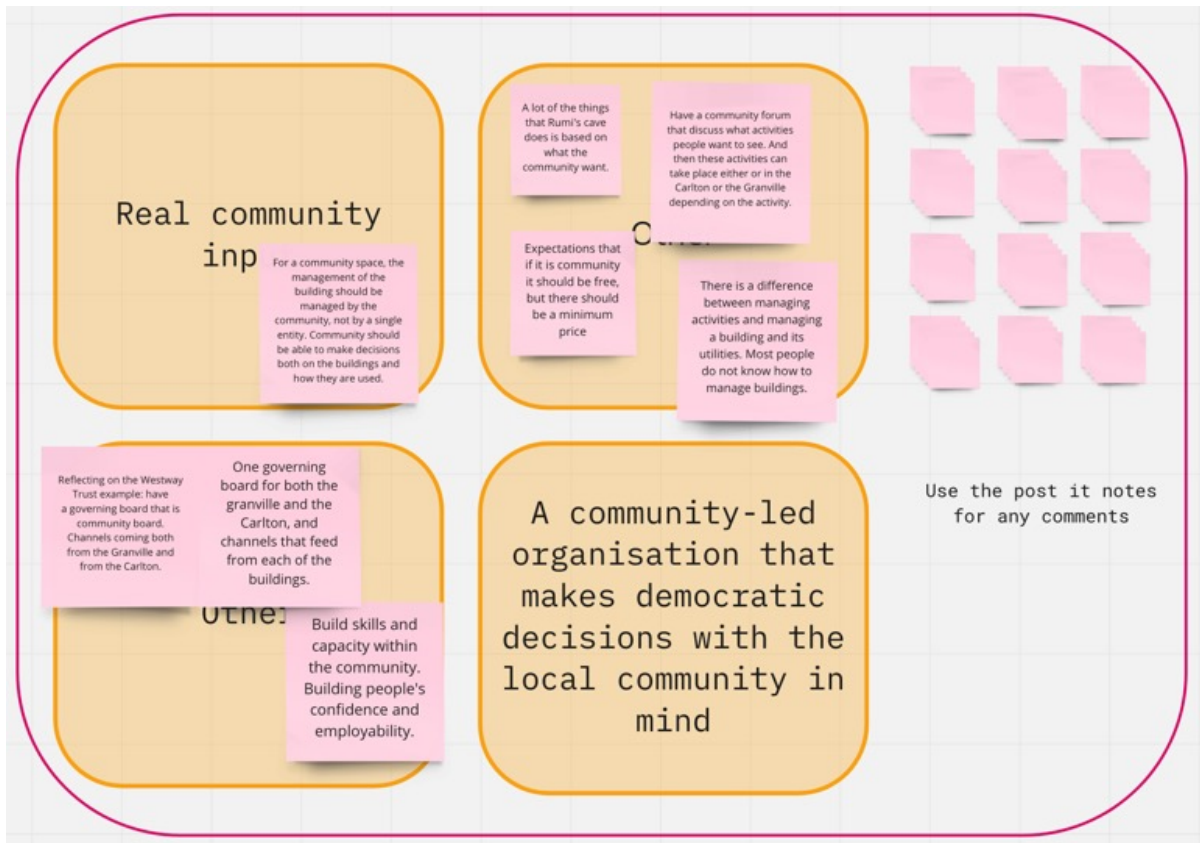 Real community
inp
For a community space, the
management of the
building should be
managed by the
community, not by a single
entity. Community should
be able to make decisions
both on the buildings and
how they are used.
A lot of the things
that Rumi's cave
does is based on
what the
community want.
Have a community forum
that discuss what activities
people want to see. And
then these activities can
take place either or in the
Carlton or the Granville
depending on the activity.
Expectations that
if it is community
it should be free,
but there should
be a minimum
price
There is a difference
between managing
activities and managing
a building and its
utilities. Most people
do not know how to
manage buildings.
Reflecting on the Westway
Trust example: have
a governing board that is
community board.
Channels coming both
from the Granville and
from the Carlton.
One governing
board for both the
granville and the
Carlton, and
channels that feed
from each of the
buildings.
Build skills and
capacity within
the community.
Building people's
confidence and
employability.
A community-led
organisation that
makes democratic
decisions with the
local community in
mind
Use the post it notes
for any comments